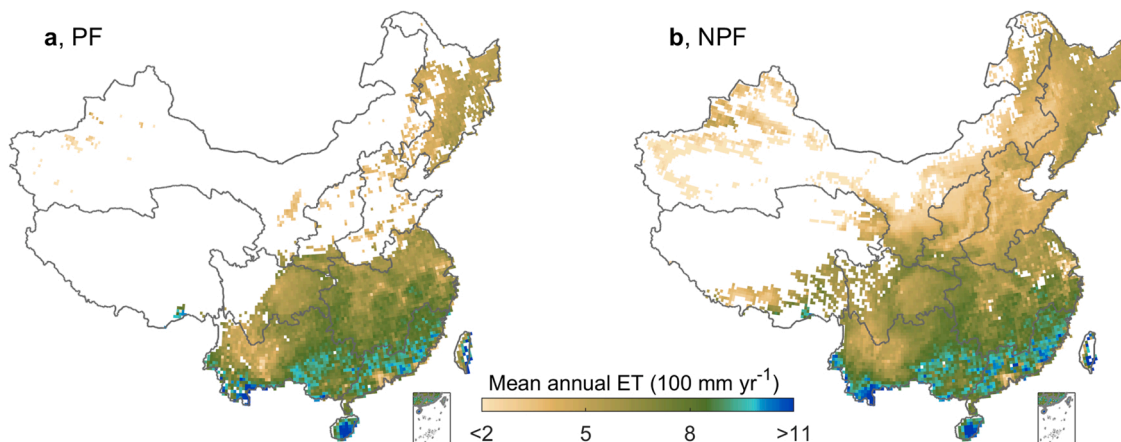 a, PF
b, NPF
Mean annual ET (100 mm yr⁻¹)
<2 5 8 >11